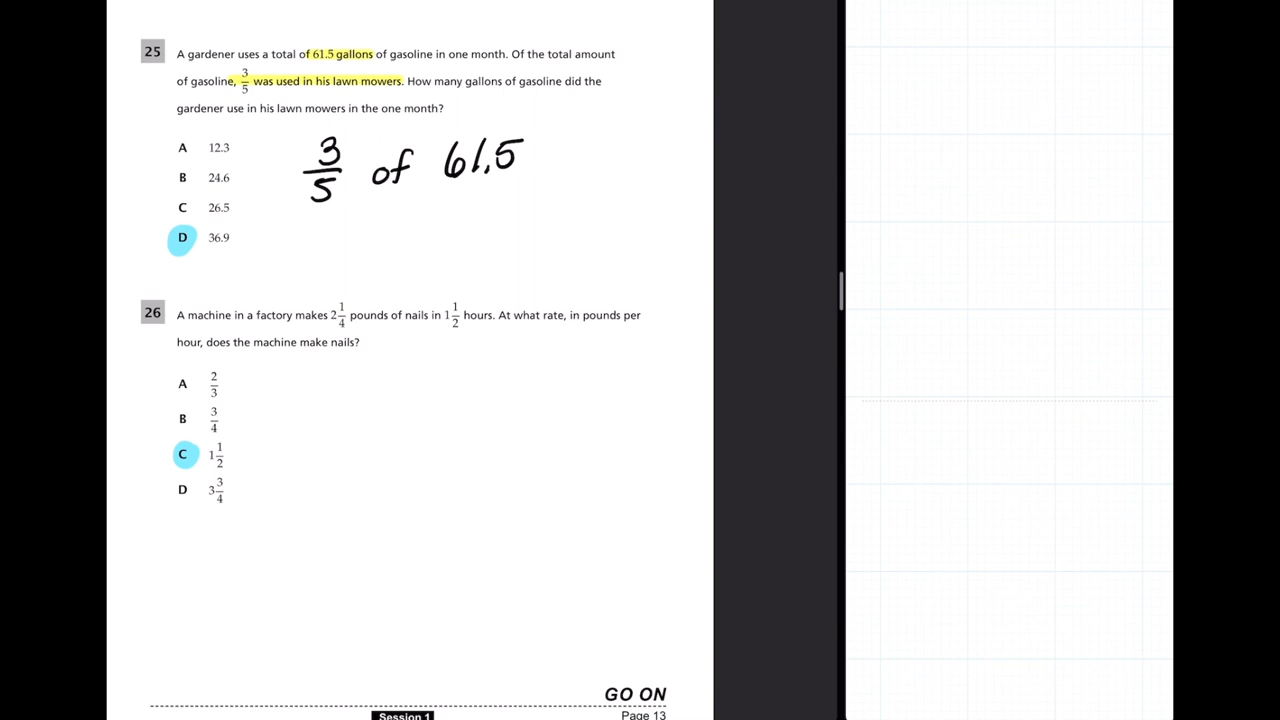 25 A gardener uses a total of 61.5 gallons of gasoline in one month. Of the total amount
of gasoline, 3/5 was used in his lawn mowers. How many gallons of gasoline did the
gardener use in his lawn mowers in the one month?
A 12.3
B 24.6
C 26.5
D 36.9
3/5 of 61.5
26 A machine in a factory makes 2 1/4 pounds of nails in 1 1/2 hours. At what rate, in pounds per
hour, does the machine make nails?
A 2/3
B 3/4
C 1 1/2
D 3 3/4
GO ON
Session 1
Page 13